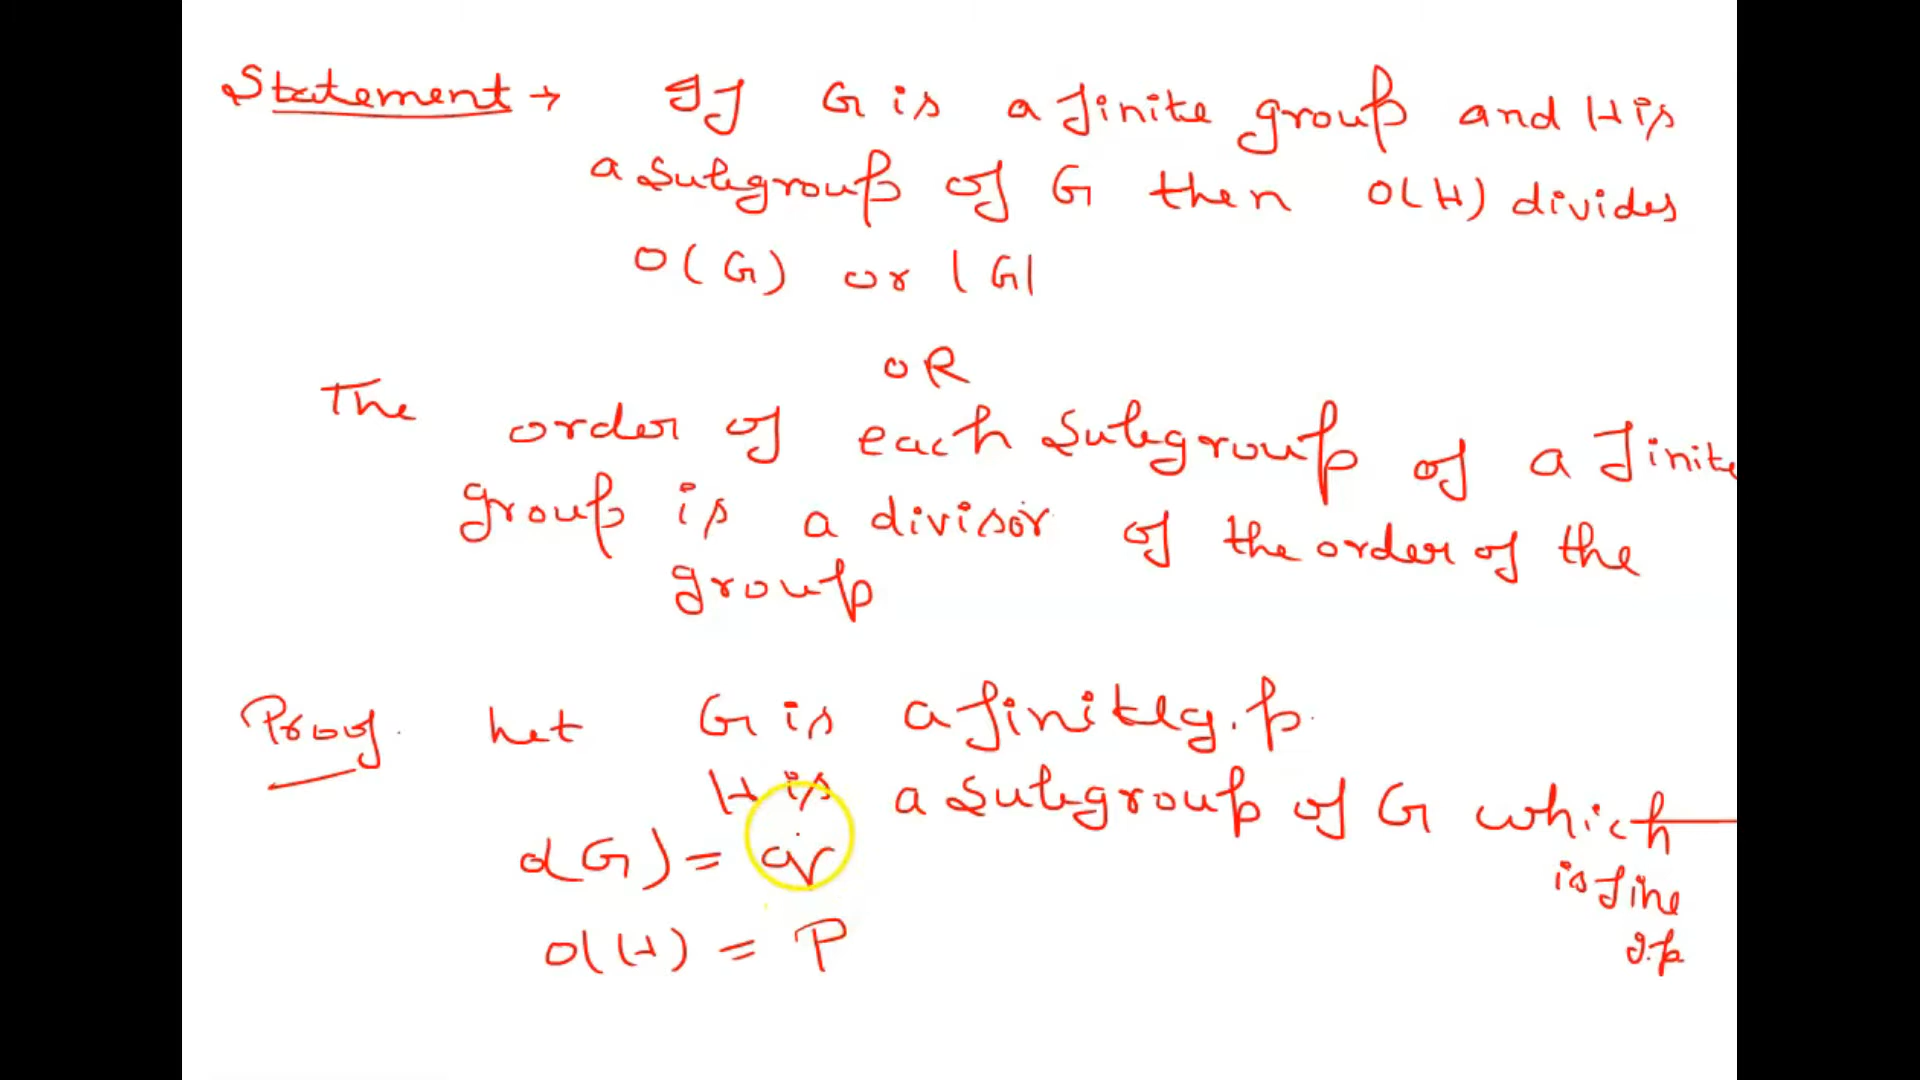 Statement → If G is a finite group and H is
a subgroup of G then O(H) divides
O(G) or |G|
OR
The order of each subgroup of a finite
group is a divisor of the order of the
group
Proof. Let G is a finite g.p.
H is a subgroup of G which
is fine
g.p
O(G) =
O(H) = P